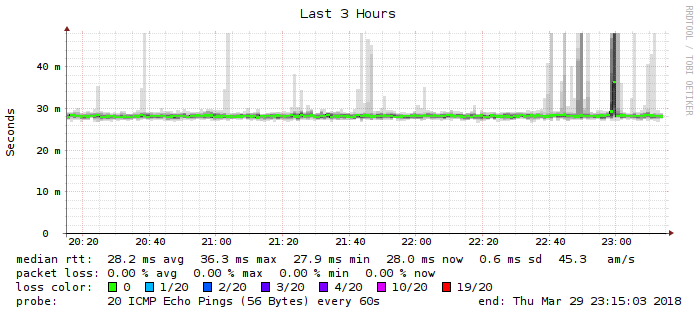 Last 3 Hours
RRDTOOL / TOBI OETIKER
Seconds
40 m
30 m
20 m
10 m
0
20:20 20:40 21:00 21:20 21:40 22:00 22:20 22:40 23:00
median rtt: 28.2 ms avg 36.3 ms max 27.9 ms min 28.0 ms now 0.6 ms sd 45.3 am/s
packet loss: 0.00 % avg 0.00 % max 0.00 % min 0.00 % now
loss color: 0 1/20 2/20 3/20 4/20 10/20 19/20
probe: 20 ICMP Echo Pings (56 Bytes) every 60s end: Thu Mar 29 23:15:03 2018